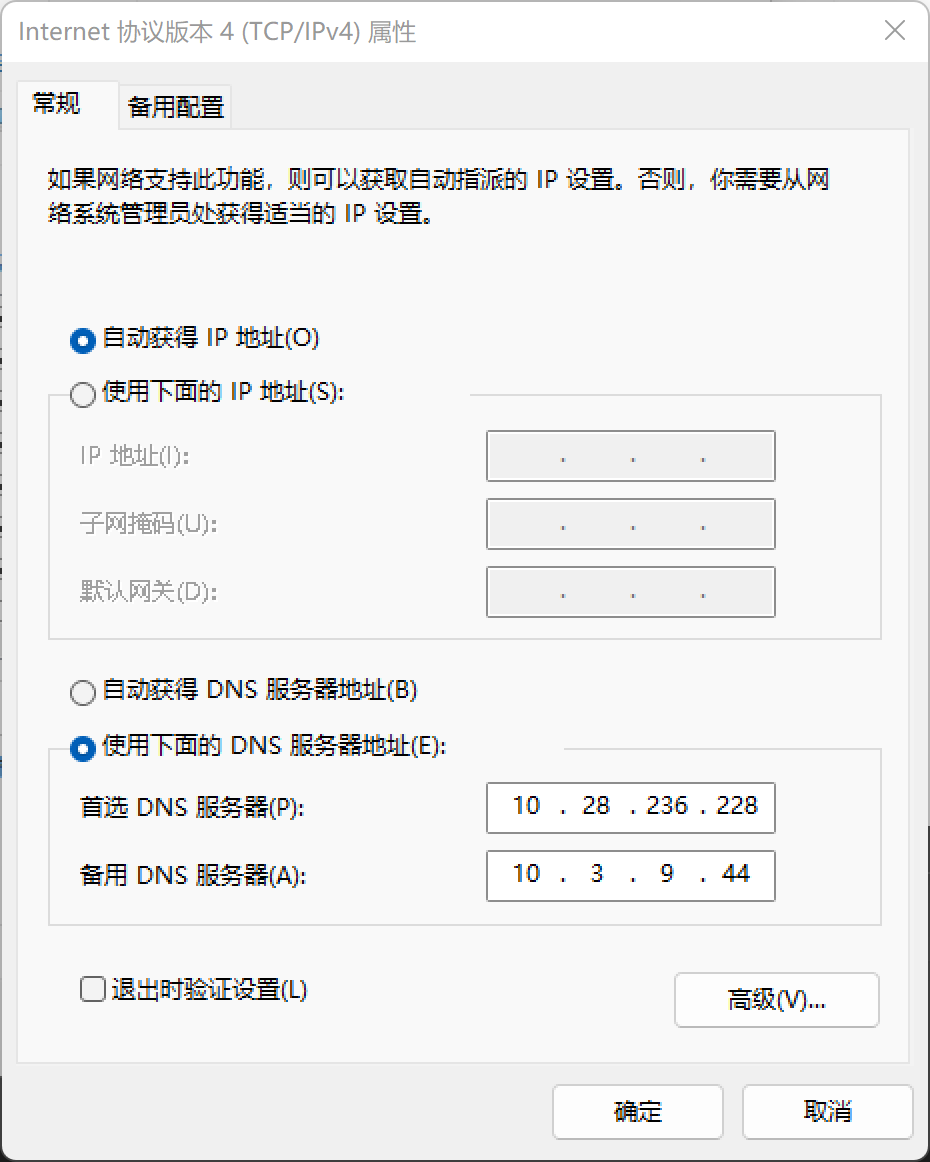 Internet 协议版本 4 (TCP/IPv4) 属性
常规
备用配置
如果网络支持此功能，则可以获取自动指派的 IP 设置。否则，你需要从网
络系统管理员处获得适当的 IP 设置。
自动获得 IP 地址(O)
使用下面的 IP 地址(S):
IP 地址(I):
. . .
子网掩码(U):
. . .
默认网关(D):
. . .
自动获得 DNS 服务器地址(B)
使用下面的 DNS 服务器地址(E):
首选 DNS 服务器(P):
10 . 28 . 236 . 228
备用 DNS 服务器(A):
10 . 3 . 9 . 44
退出时验证设置(L)
高级(V)...
确定
取消